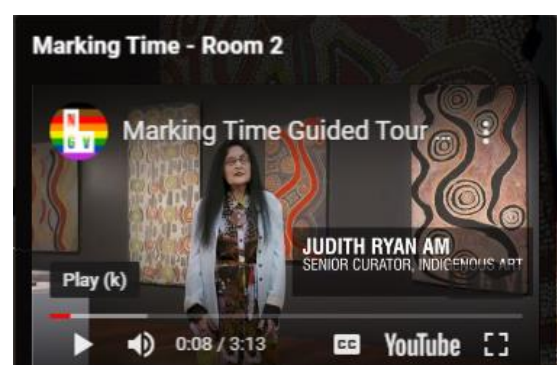 Marking Time - Room 2
N
G V
Marking Time Guided Tour ...
JUDITH RYAN AM
SENIOR CURATOR, INDIGENOUS ART
Play (k)
0:08 / 3:13
CC
YouTube